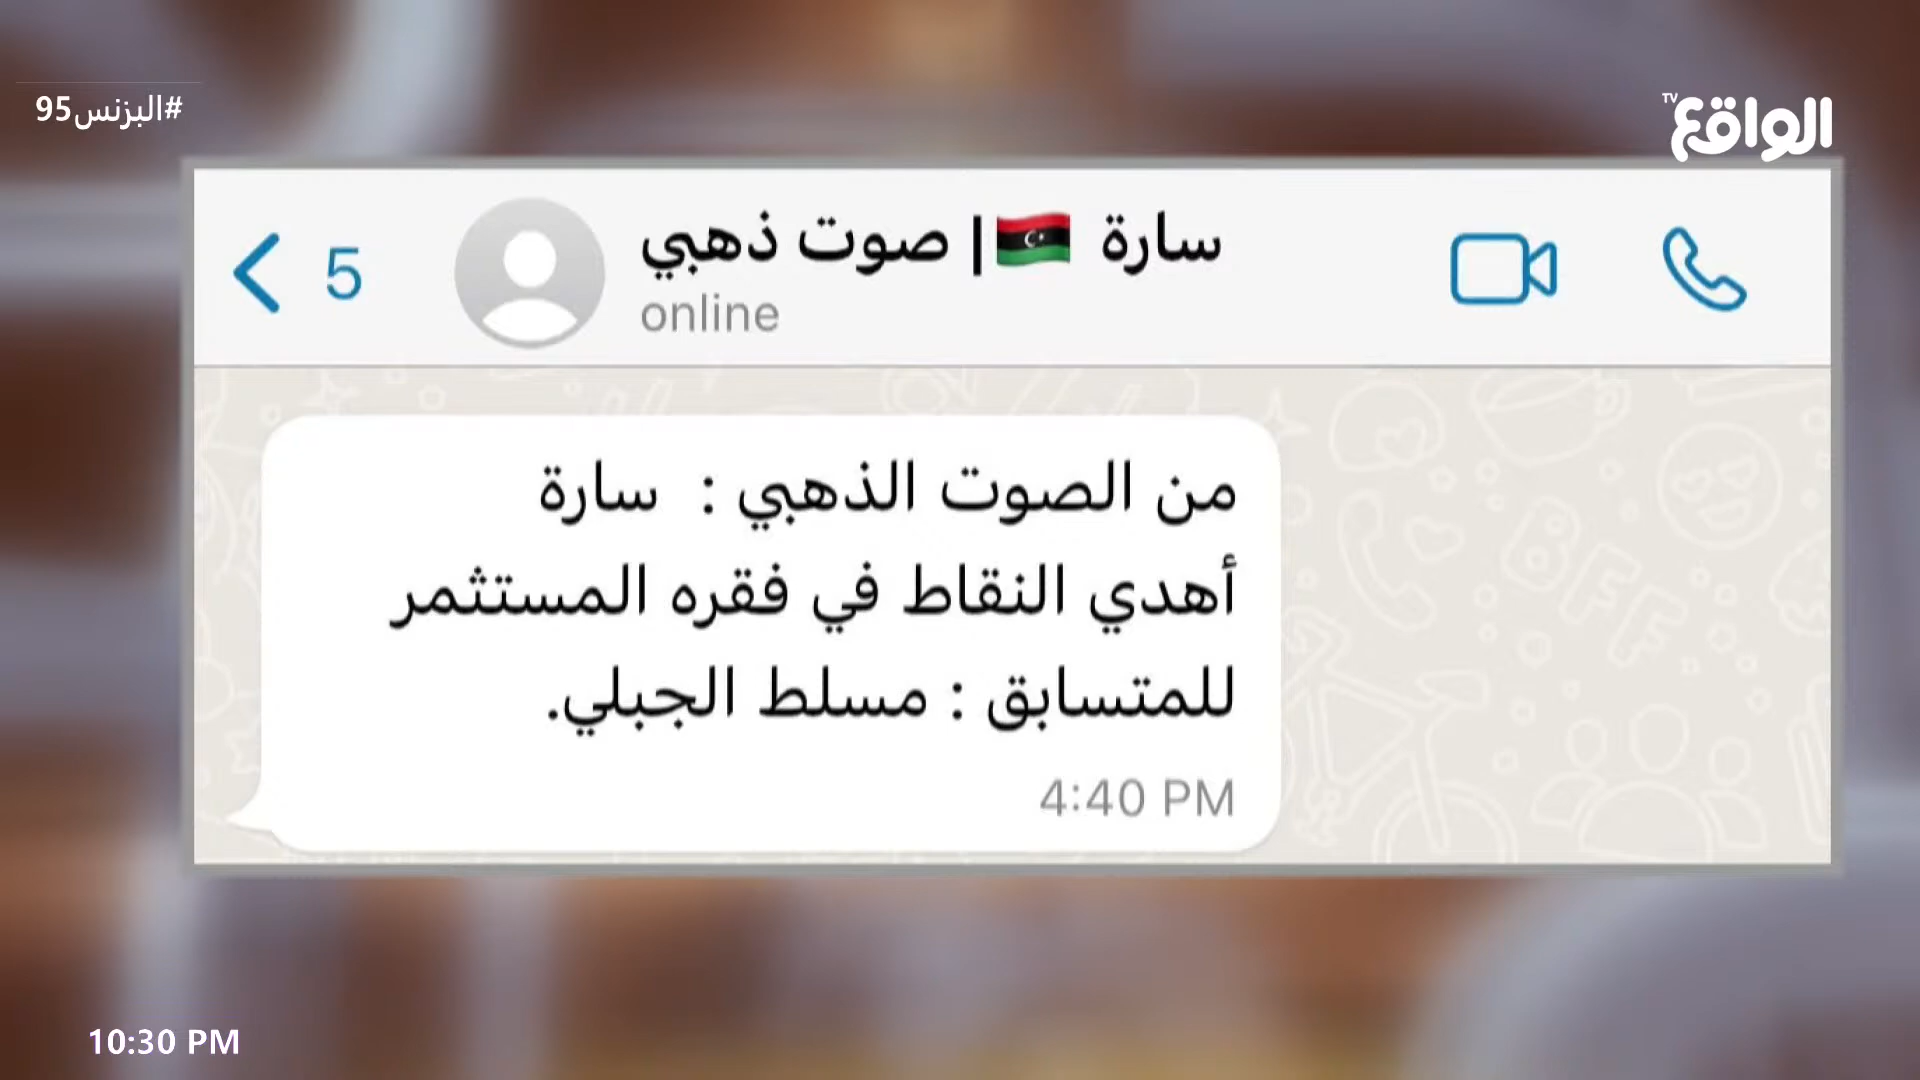 #البزنس95
الواقع TV
5
سارة 🇱🇾| صوت ذهبي
online
من الصوت الذهبي : سارة
أهدي النقاط في فقره المستثمر
للمتسابق : مسلط الجبلي.
4:40 PM
10:30 PM